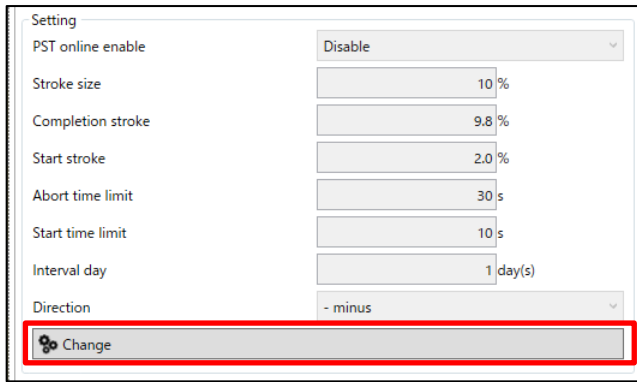 Setting
PST online enable Disable
Stroke size 10 %
Completion stroke 9.8 %
Start stroke 2.0 %
Abort time limit 30 s
Start time limit 10 s
Interval day 1 day(s)
Direction - minus
Change